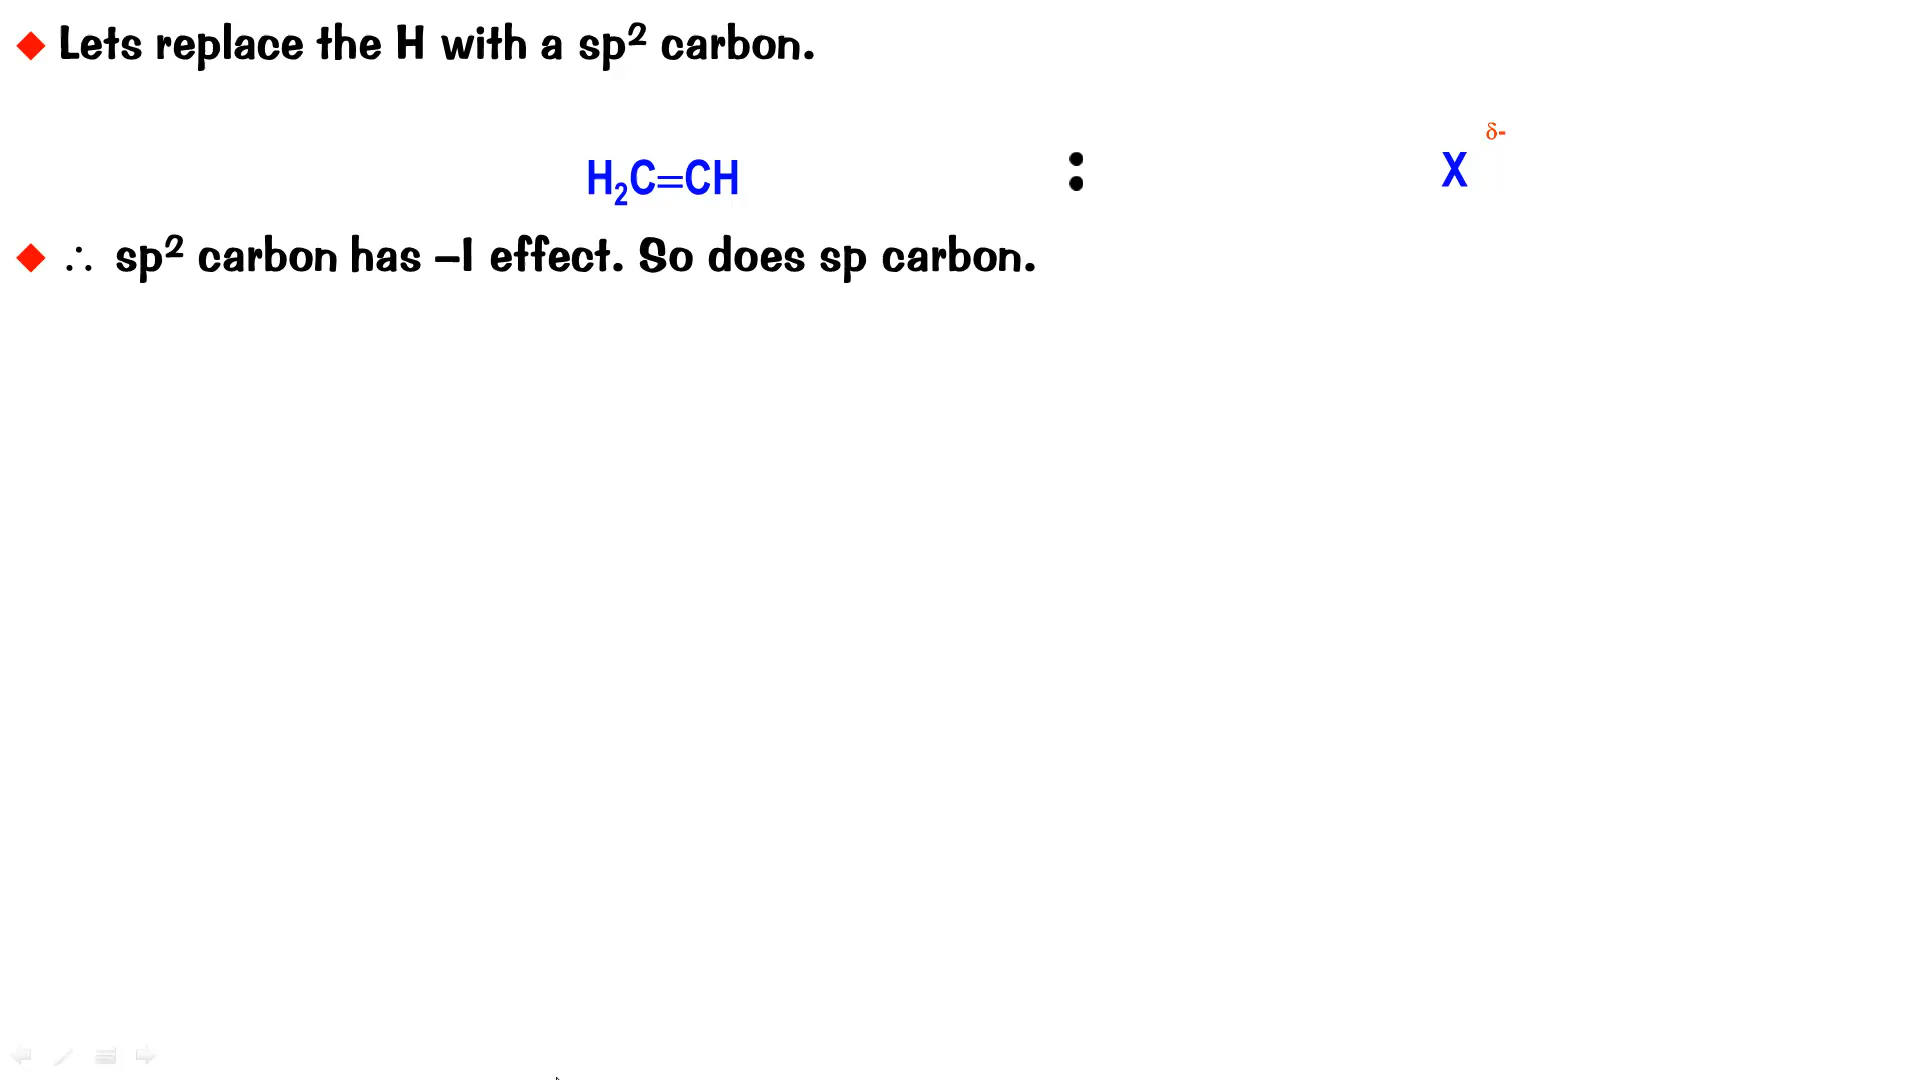 Lets replace the H with a sp² carbon.
δ-
H₂C=CH : X
∴ sp² carbon has –I effect. So does sp carbon.